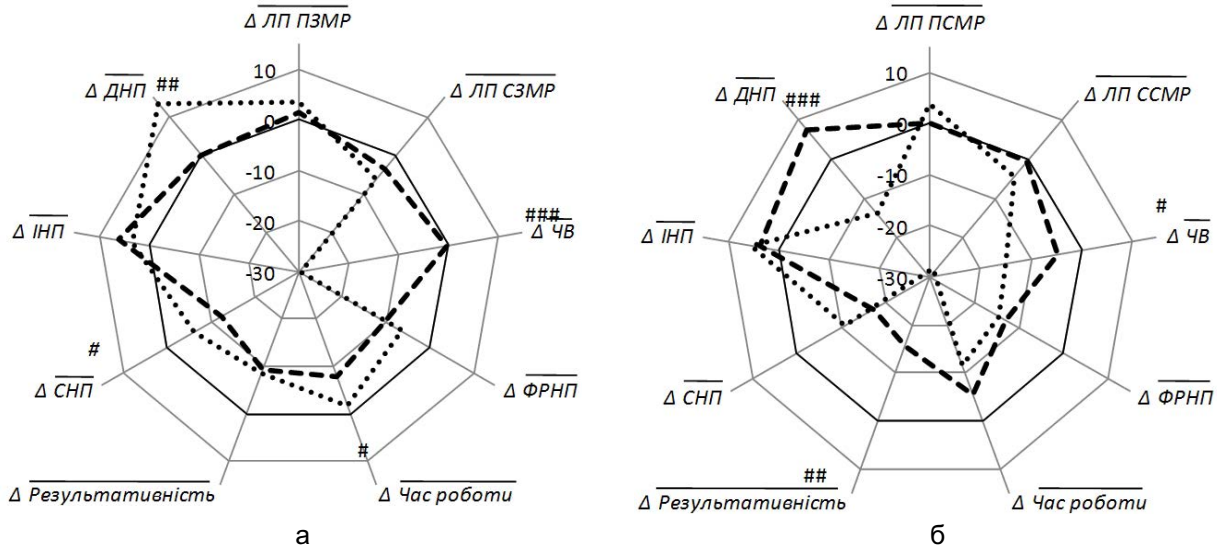 Δ ЛП ПЗМР
Δ ЛП СЗМР
###
Δ ЧВ
Δ ФРНП
#
Δ Час роботи
Δ Результативність
#
Δ СНП
Δ ІНП
Δ ДНП
##
10
0
-10
-20
-30
а
Δ ЛП ПСМР
Δ ЛП ССМР
#
Δ ЧВ
Δ ФРНП
Δ Час роботи
##
Δ Результативність
Δ СНП
Δ ІНП
Δ ДНП
###
10
0
-10
-20
-30
б